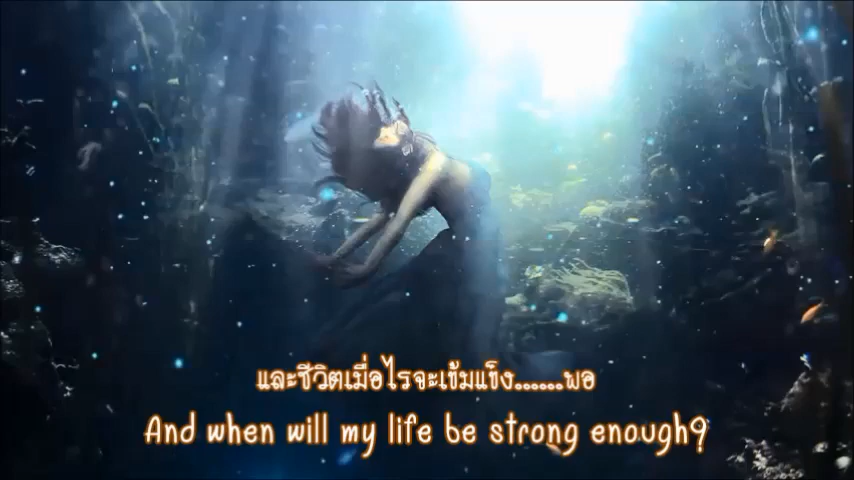 และชีวิตเมื่อไรจะเข้มแข็ง......พอ
And when will my life be strong enough?